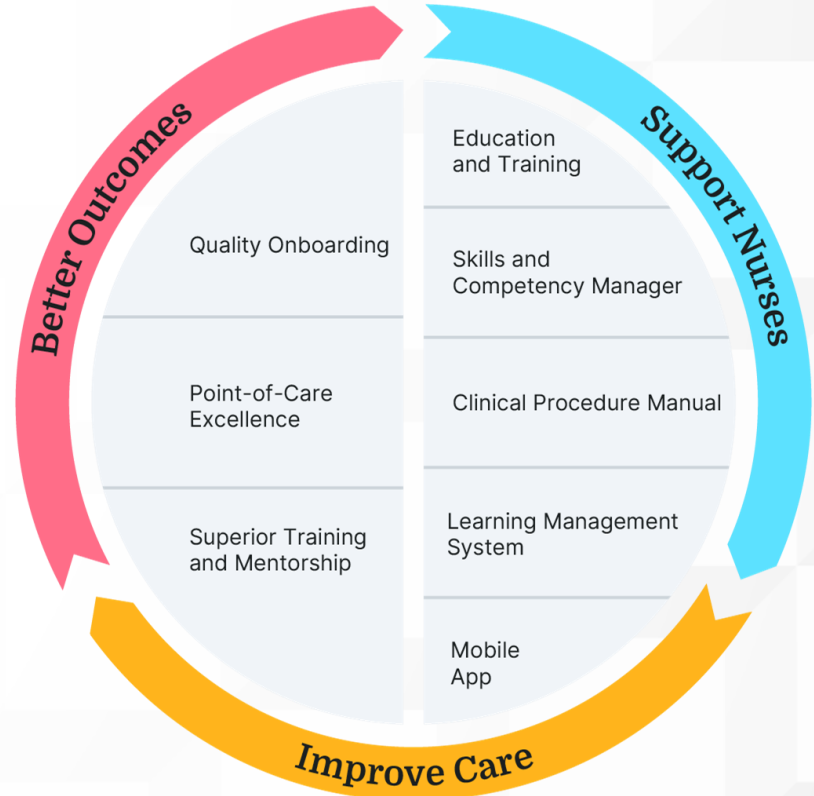 Better Outcomes
Support Nurses
Improve Care
Quality Onboarding
Point-of-Care
Excellence
Superior Training
and Mentorship
Education
and Training
Skills and
Competency Manager
Clinical Procedure Manual
Learning Management
System
Mobile
App